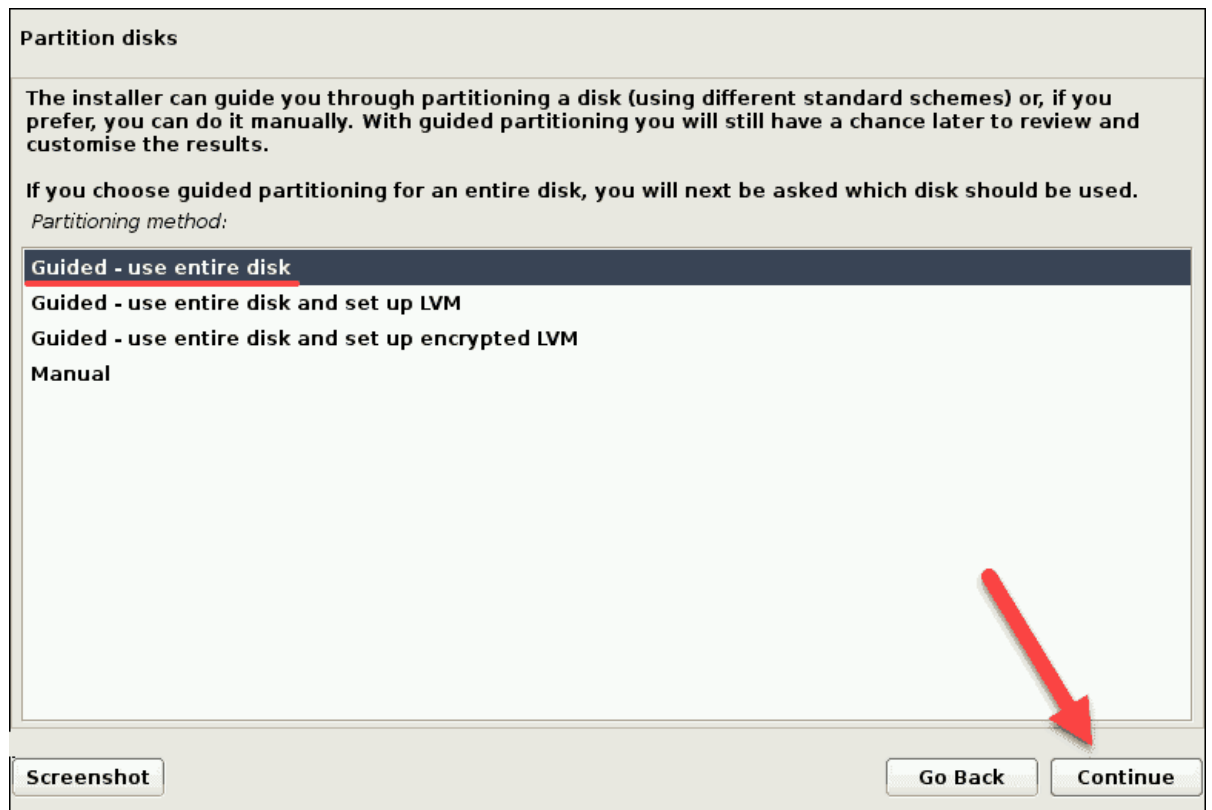 Partition disks
The installer can guide you through partitioning a disk (using different standard schemes) or, if you
prefer, you can do it manually. With guided partitioning you will still have a chance later to review and
customise the results.
If you choose guided partitioning for an entire disk, you will next be asked which disk should be used.
Partitioning method:
Guided - use entire disk
Guided - use entire disk and set up LVM
Guided - use entire disk and set up encrypted LVM
Manual
Screenshot
Go Back
Continue